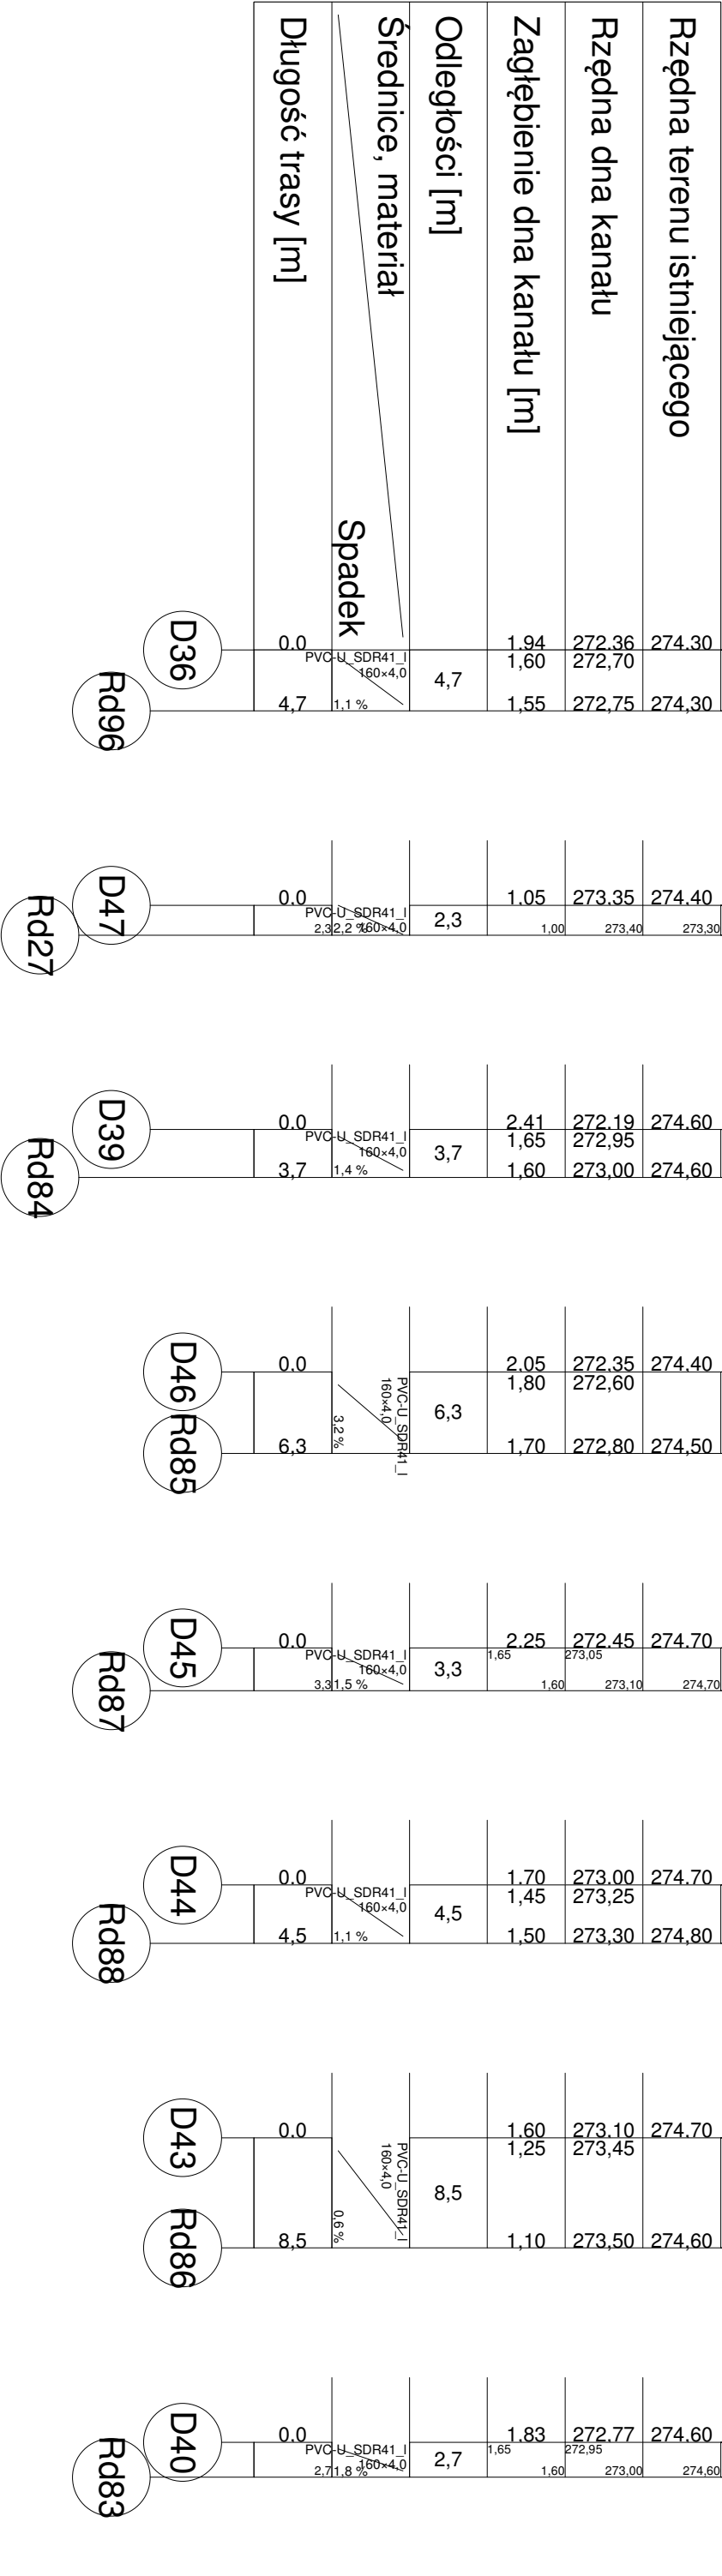 Rzędna terenu istniejącego
Rzędna dna kanału
Zagłębienie dna kanału [m]
Odległości [m]
Średnice, materiał
Spadek
Długość trasy [m]
D36
0,0 1,94 272,36 274,30
PVC-U_SDR41_I 1,60 272,70
160×4,0
4,7
Rd96
4,7 1,1 % 1,55 272,75 274,30
D47
0,0 1,05 273,35 274,40
PVC-U_SDR41_I
160×4,0
2,3
Rd27
2,3 2,2 % 1,00 273,40 273,30
D39
0,0 2,41 272,19 274,60
PVC-U_SDR41_I 1,65 272,95
160×4,0
3,7
Rd84
3,7 1,4 % 1,60 273,00 274,60
D46
0,0 2,05 272,35 274,40
1,80 272,60
PVC-U_SDR41_I
160×4,0
6,3
Rd85
6,3 3,2 % 1,70 272,80 274,50
D45
0,0 2,25 272,45 274,70
PVC-U_SDR41_I 1,65 273,05
160×4,0
3,3
Rd87
3,3 1,5 % 1,60 273,10 274,70
D44
0,0 1,70 273,00 274,70
PVC-U_SDR41_I 1,45 273,25
160×4,0
4,5
Rd88
4,5 1,1 % 1,50 273,30 274,80
D43
0,0 1,60 273,10 274,70
1,25 273,45
PVC-U_SDR41_I
160×4,0
8,5
Rd86
8,5 0,6 % 1,10 273,50 274,60
D40
0,0 1,83 272,77 274,60
PVC-U_SDR41_I 1,65 272,95
160×4,0
2,7
Rd83
2,7 1,8 % 1,60 273,00 274,60